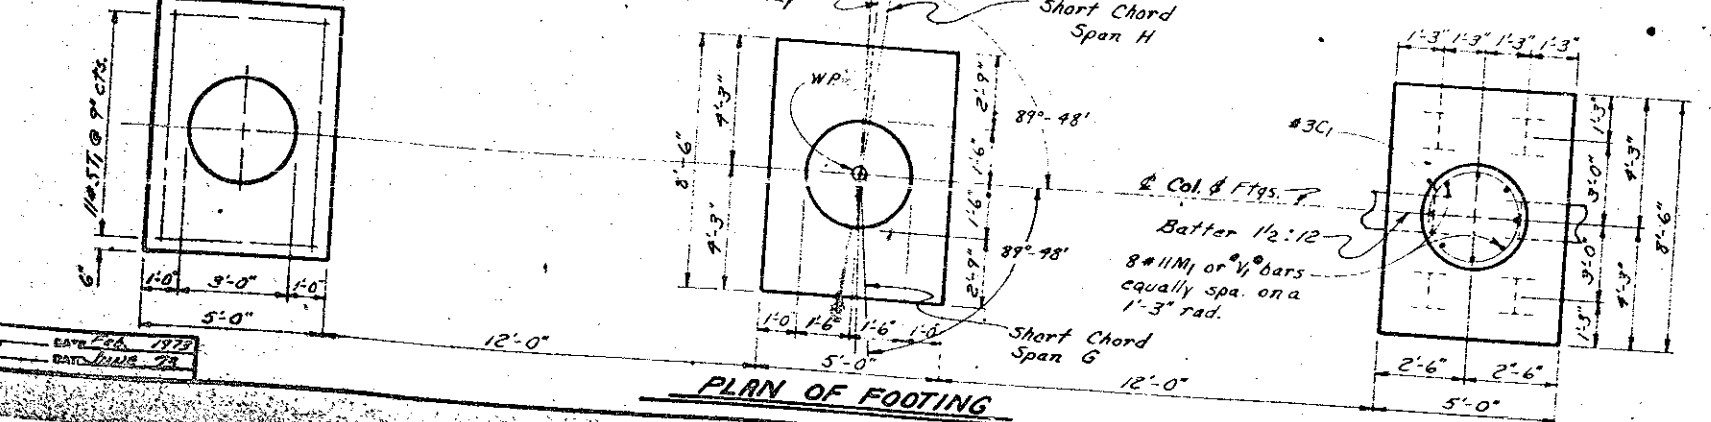 Short Chord
Span H
11#5T1 @ 9" cts.
6"
1'-0"
3'-0"
1'-0"
5'-0"
DATE Feb. 1973
DATE June 73
12'-0"
WP
8'-6"
4'-3"
4'-3"
2'-9"
1'-6"
1'-6"
2'-9"
89°-48'
89°-48'
1'-0
1'-6"
1'-6"
1'-0
5'-0"
Short Chord
Span G
12'-0"
PLAN OF FOOTING
1'-3" 1'-3" 1'-3" 1'-3"
#3C1
℄ Col. & Ftgs.
Batter 1½:12
8#11M1 or "V1" bars
equally spa. on a
1'-3" rad.
1'-3"
3'-0"
3'-0"
1'-3"
4'-3"
4'-3"
8'-6"
2'-6"
2'-6"
5'-0"